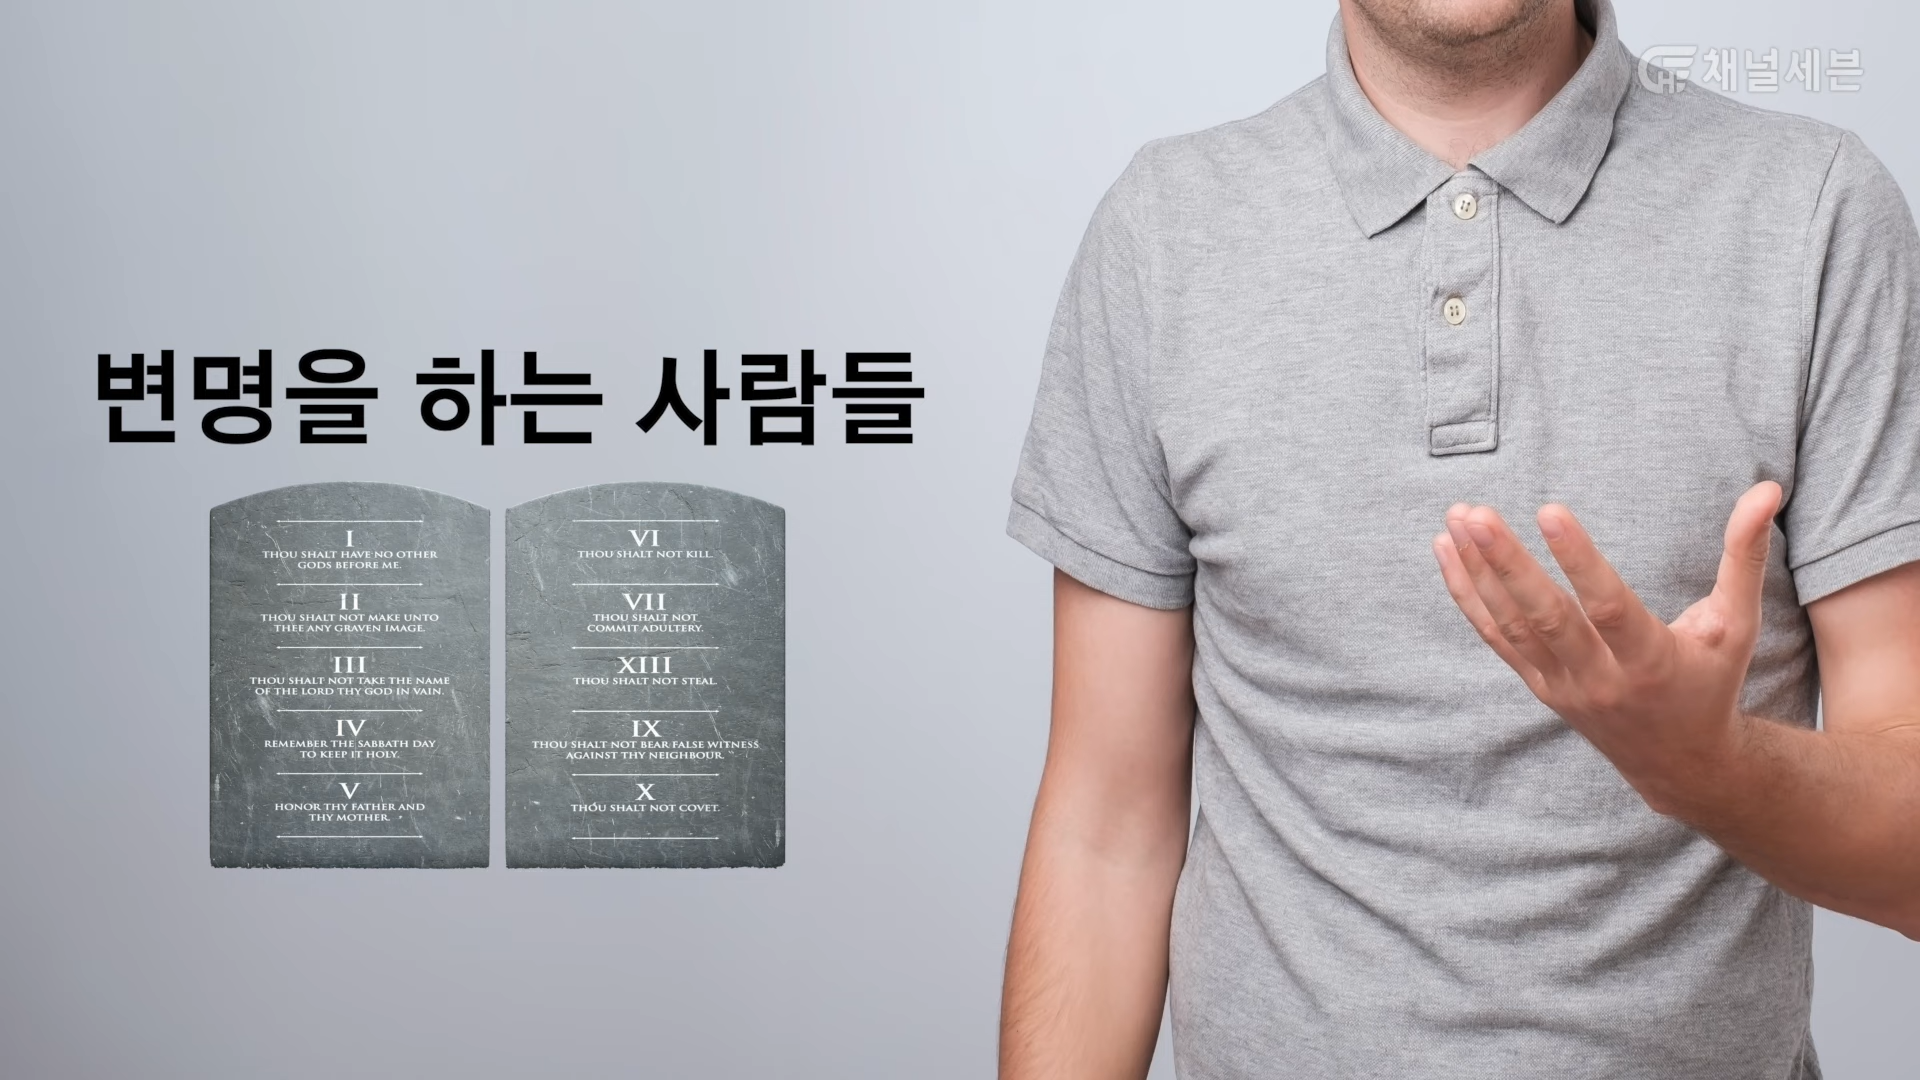 채널세븐
변명을 하는 사람들
I
THOU SHALT HAVE NO OTHER
GODS BEFORE ME.
II
THOU SHALT NOT MAKE UNTO
THEE ANY GRAVEN IMAGE.
III
THOU SHALT NOT TAKE THE NAME
OF THE LORD THY GOD IN VAIN.
IV
REMEMBER THE SABBATH DAY
TO KEEP IT HOLY.
V
HONOR THY FATHER AND
THY MOTHER.
VI
THOU SHALT NOT KILL.
VII
THOU SHALT NOT
COMMIT ADULTERY.
XIII
THOU SHALT NOT STEAL.
IX
THOU SHALT NOT BEAR FALSE WITNESS
AGAINST THY NEIGHBOUR.
X
THOU SHALT NOT COVET.